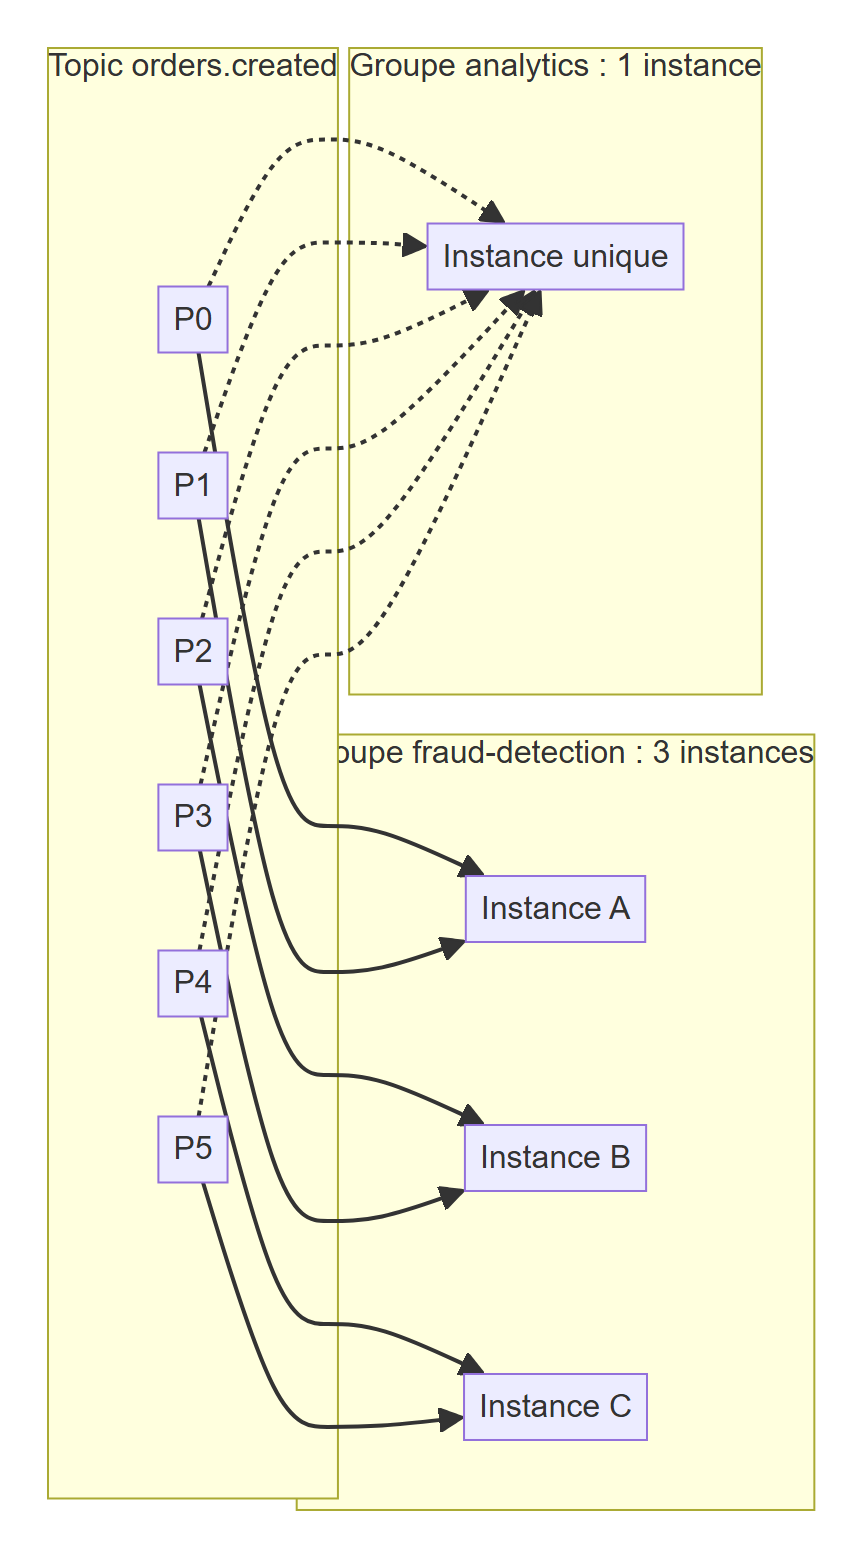 Topic orders.created
Groupe analytics : 1 instance
Instance unique
P0
P1
P2
P3
P4
P5
oupe fraud-detection : 3 instances
Instance A
Instance B
Instance C